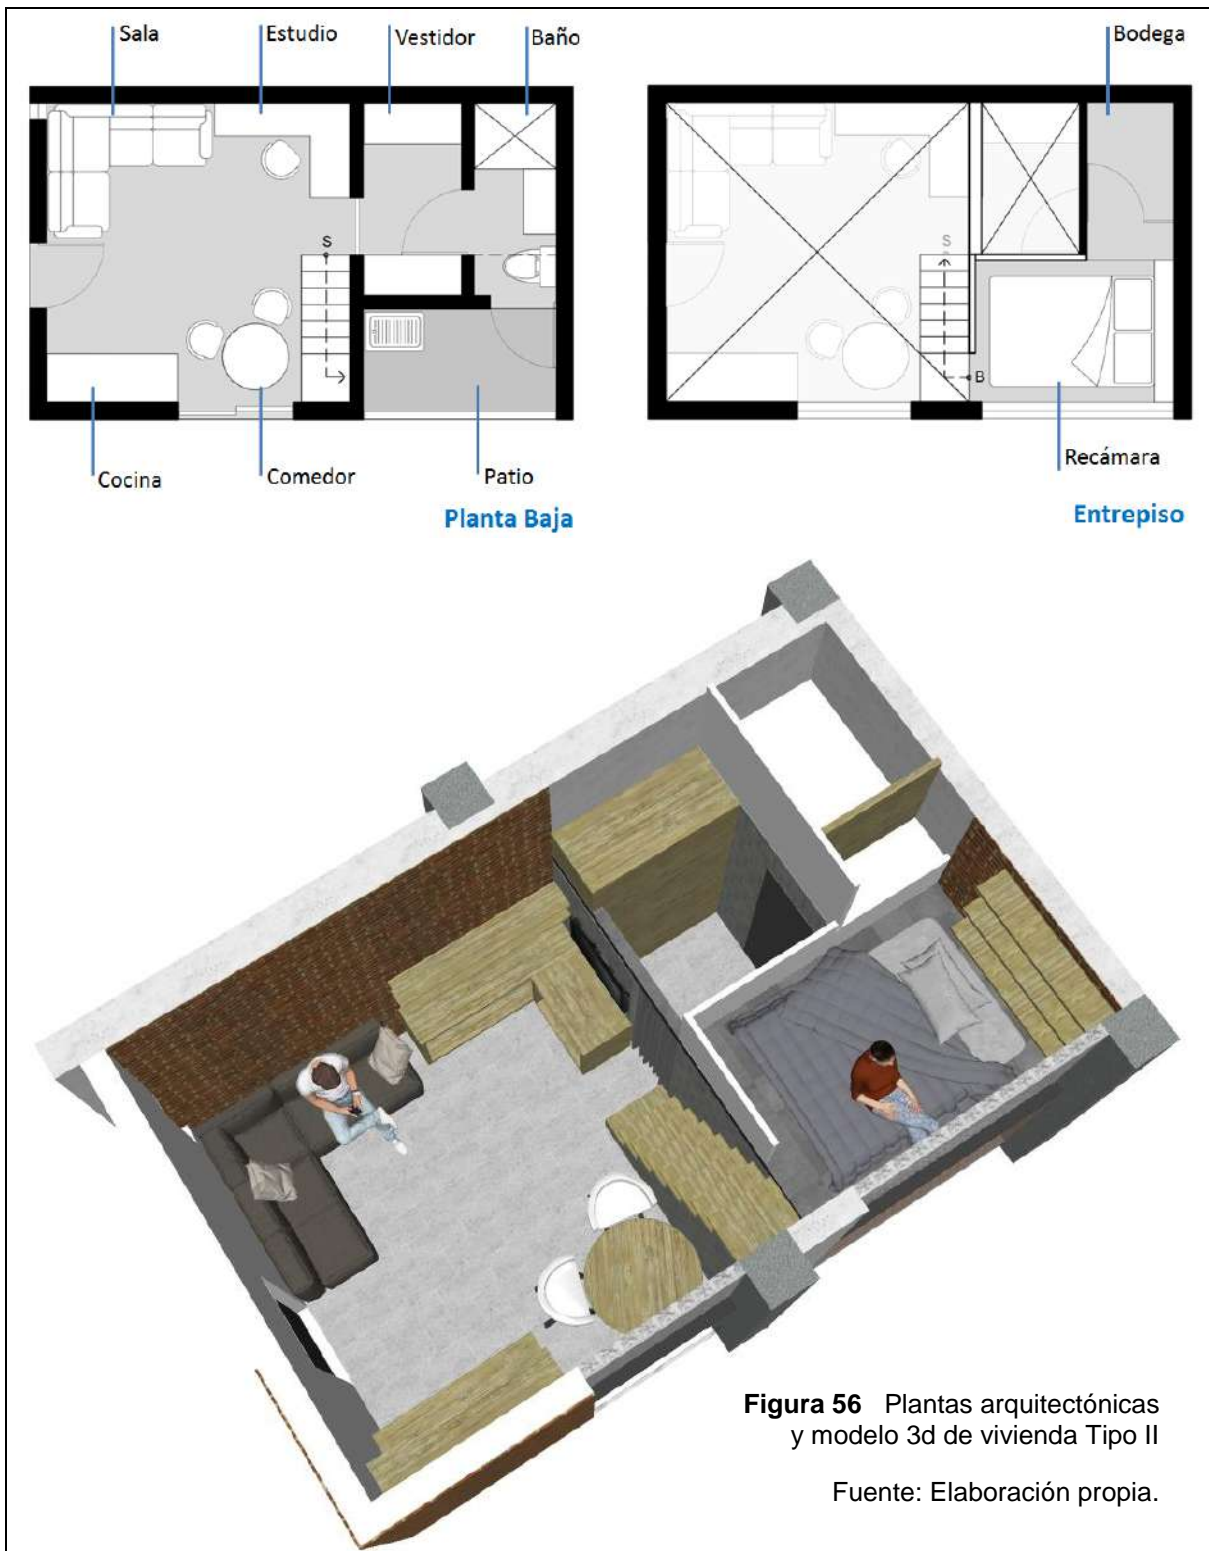 Sala
Estudio
Vestidor
Baño
Bodega
S
S
B
Recámara
Cocina
Comedor
Patio
Planta Baja
Entrepiso
Figura 56 Plantas arquitectónicas
y modelo 3d de vivienda Tipo II
Fuente: Elaboración propia.